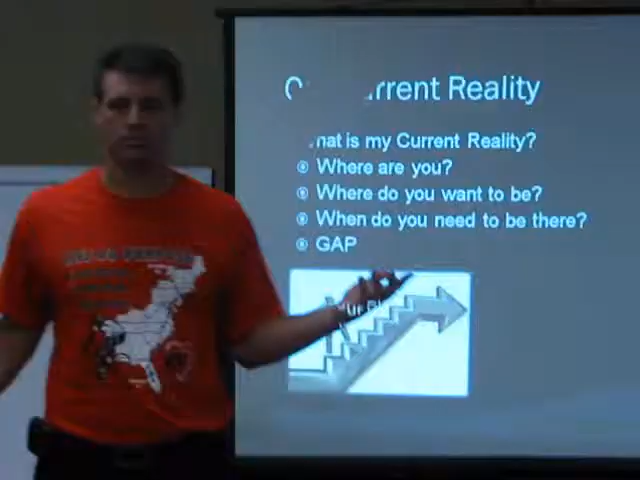 rrent Reality
hat is my Current Reality?
Where are you?
Where do you want to be?
When do you need to be there?
GAP